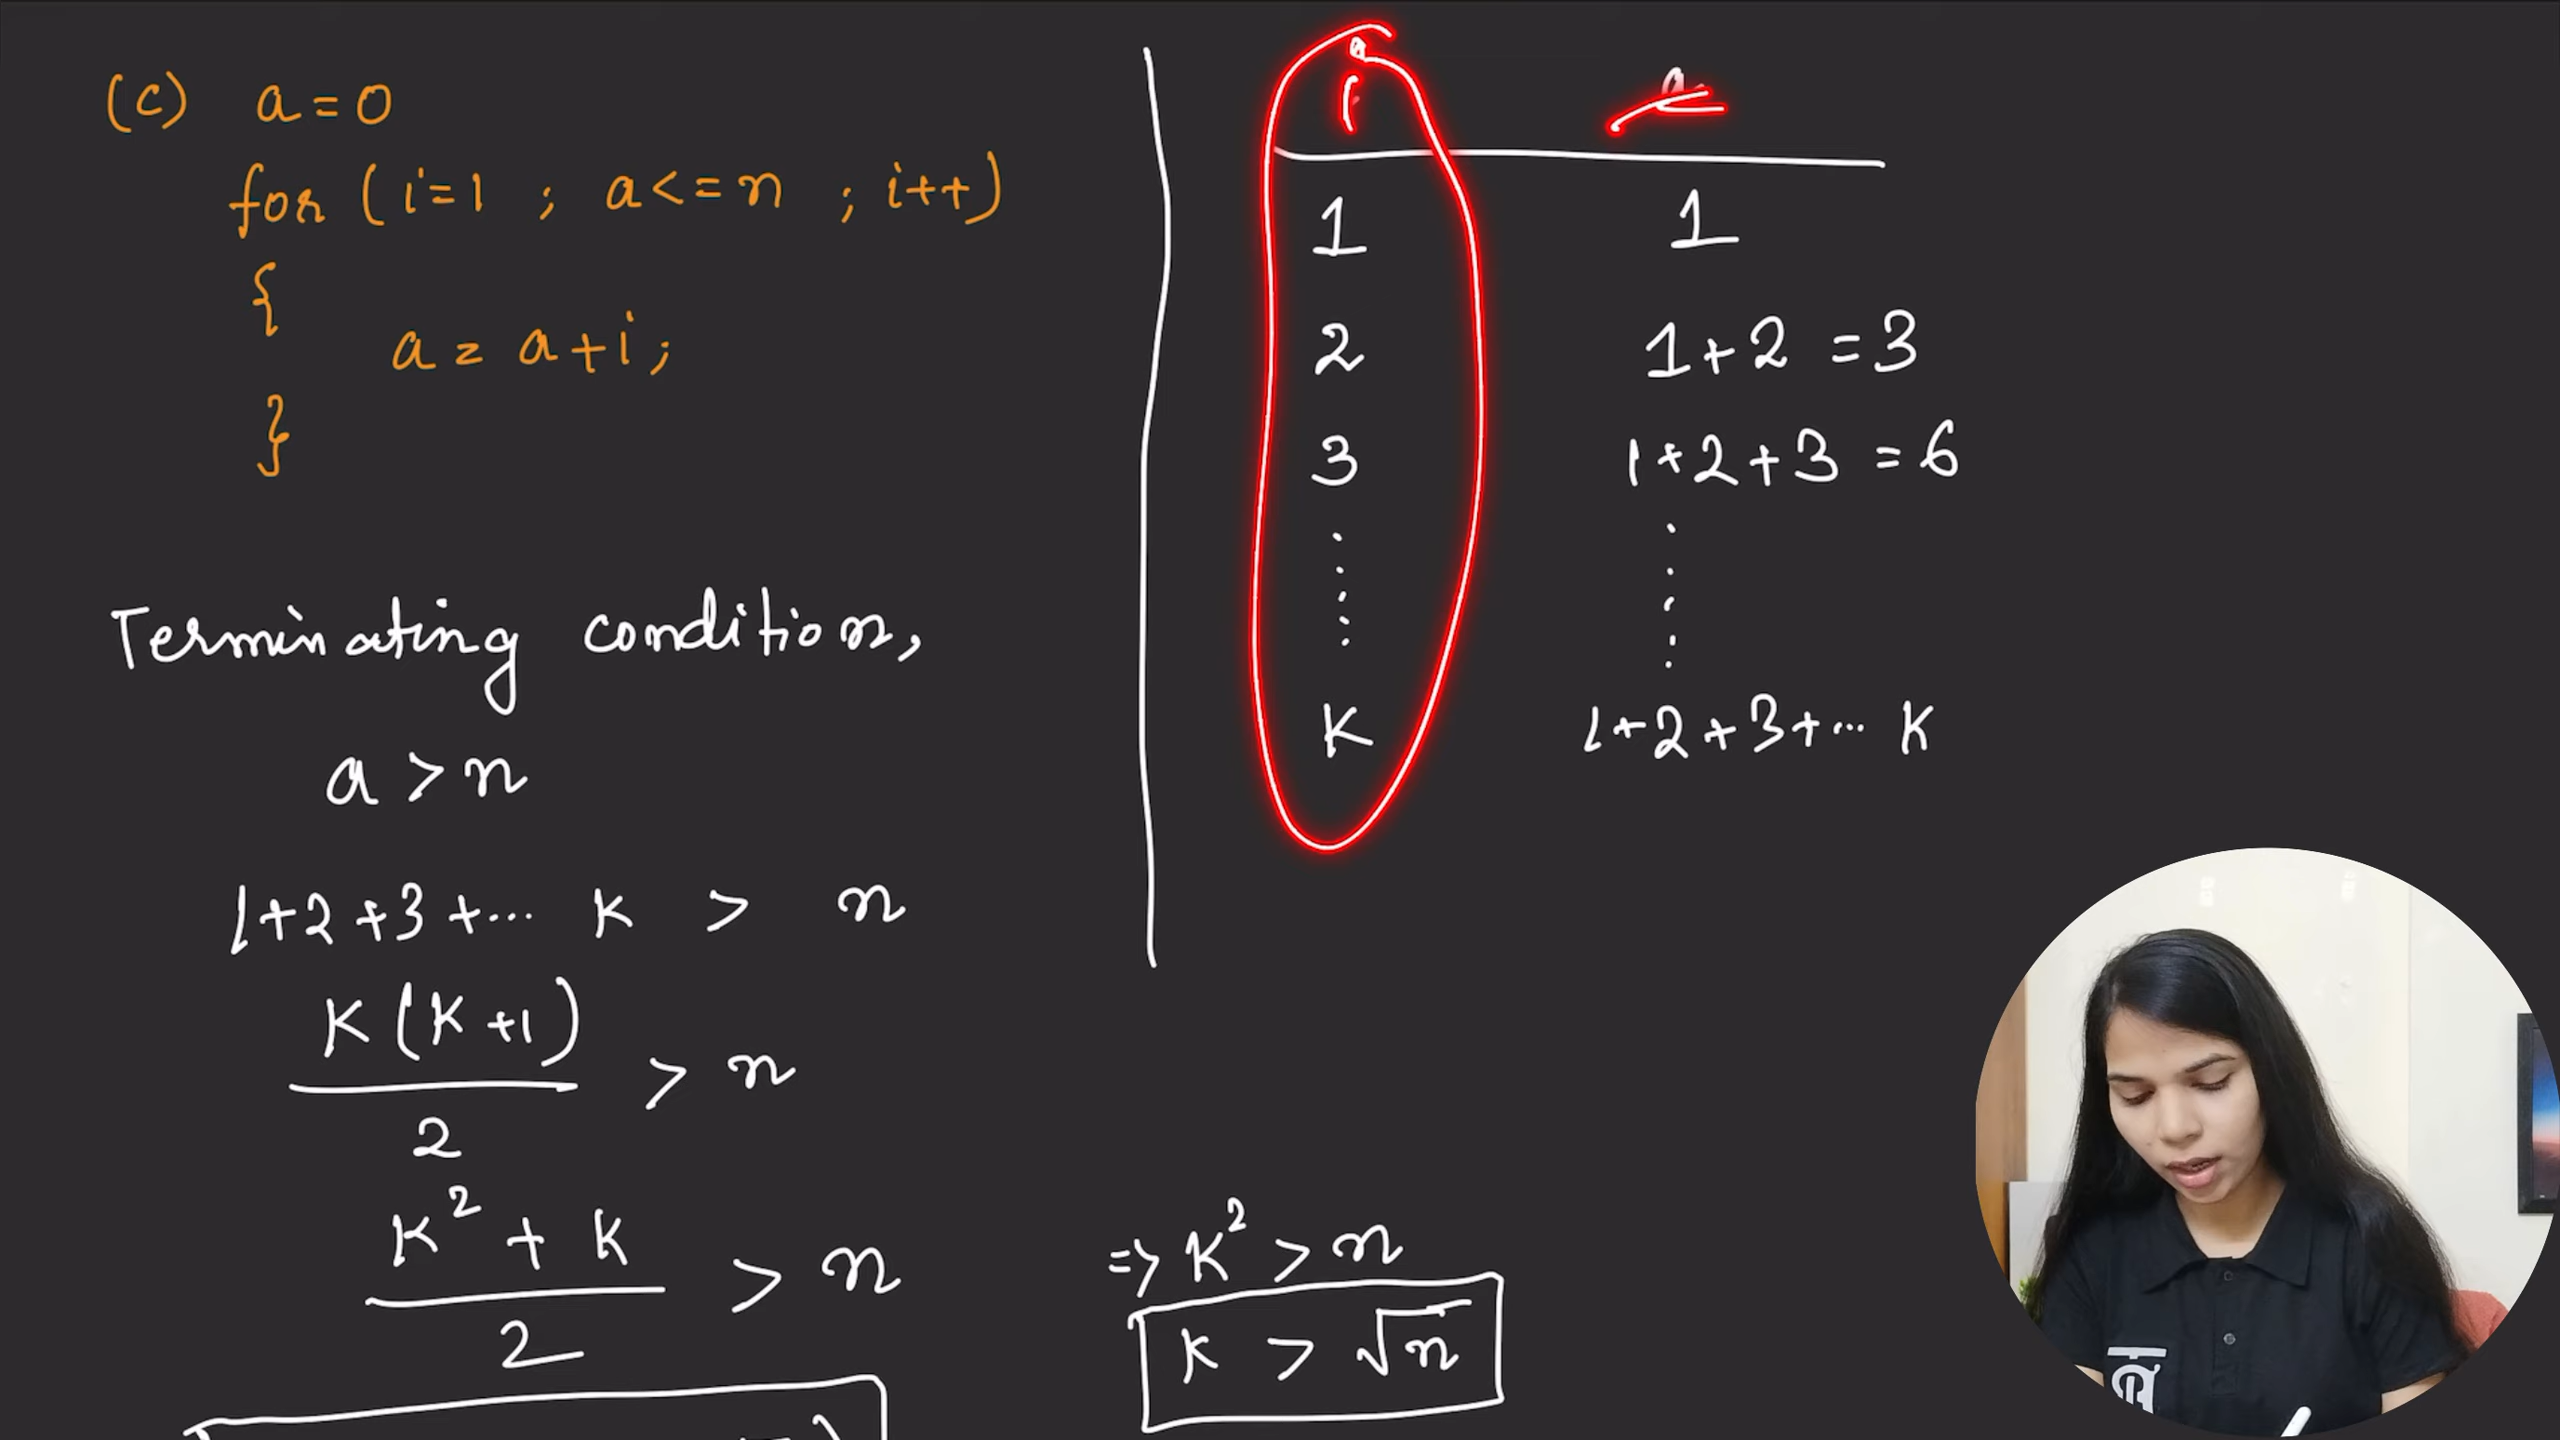 (c) a=0
for ( i=1 ; a<=n ; i++)
{
a = a+i;
}
Terminating condition,
a > n
1+2+3+... K > n
K(K+1)
2
> n
K² + K
2
> n
i a
1 1
2 1+2 =3
3 1+2+3 =6
. .
. .
. .
. .
. .
K 1+2+3+... K
=> K² > n
K > √n